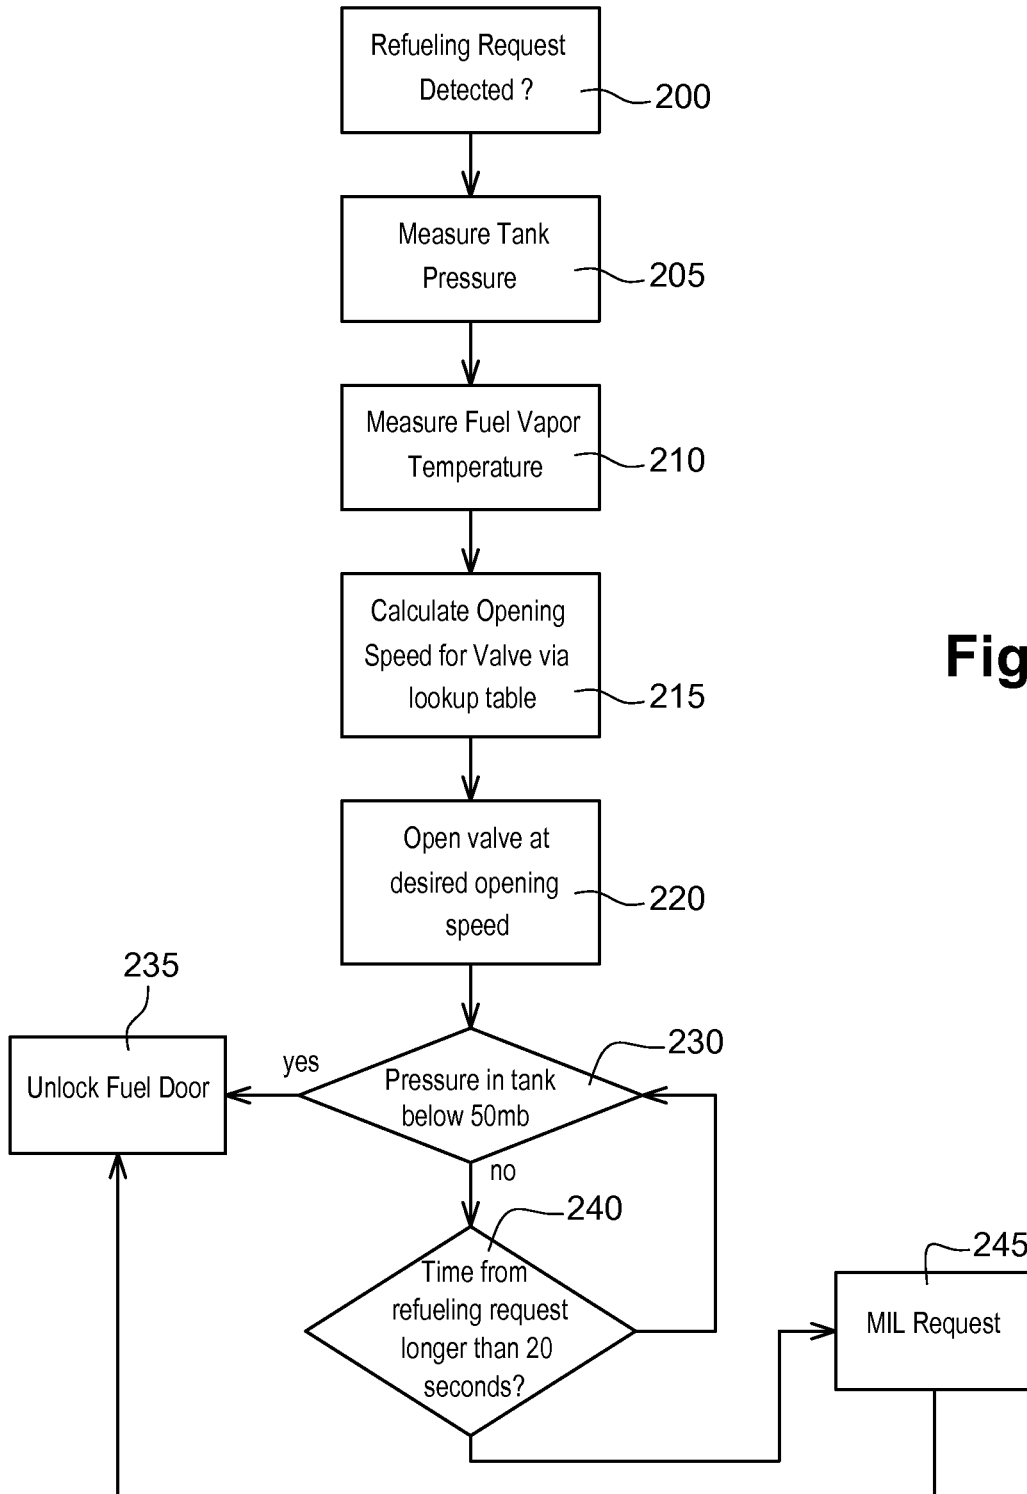 Refueling Request
Detected ?
200
Measure Tank
Pressure
205
Measure Fuel Vapor
Temperature
210
Calculate Opening
Speed for Valve via
lookup table
215
Fig
Open valve at
desired opening
speed
220
235
Unlock Fuel Door
yes
Pressure in tank
below 50mb
230
no
240
Time from
refueling request
longer than 20
seconds?
245
MIL Request